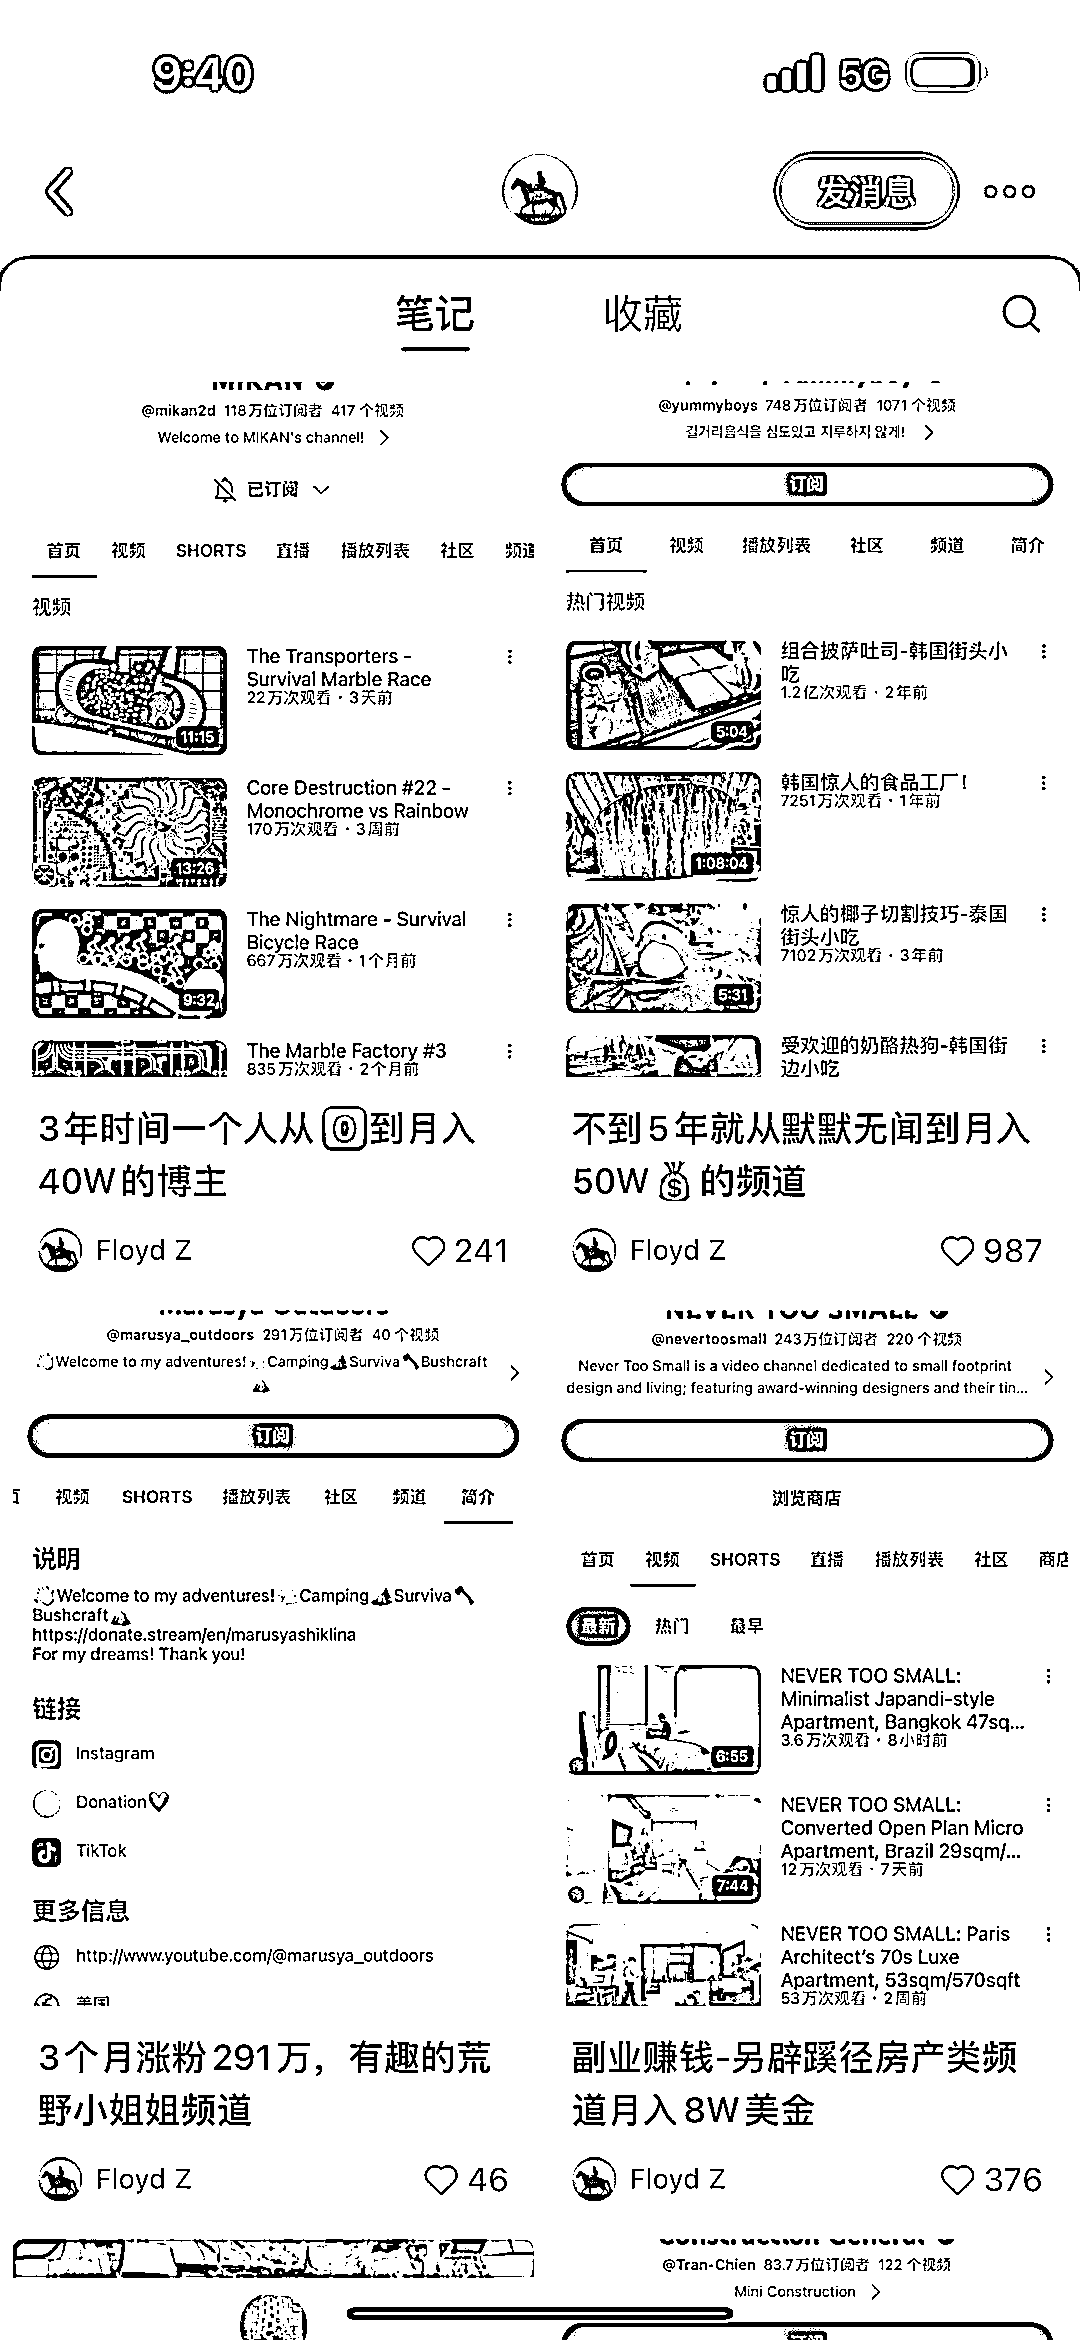 9:40
5G
发消息
笔记
收藏
MIKAN
@mikan2d 118万位订阅者 417个视频
Welcome to MIKAN's channel!
已订阅
首页 视频 SHORTS 直播 播放列表 社区 频道
视频
The Transporters -
Survival Marble Race
22万次观看·3天前
11:15
Core Destruction #22 -
Monochrome vs Rainbow
170万次观看·3周前
13:26
The Nightmare - Survival
Bicycle Race
667万次观看·1个月前
9:32
The Marble Factory #3
835万次观看·2个月前
3年时间一个人从0到月入
40W的博主
Floyd Z
241
@yummyboys 748万位订阅者 1071个视频
길거리음식을 심도있고 지루하지 않게!
订阅
首页 视频 播放列表 社区 频道 简介
热门视频
组合披萨吐司-韩国街头小
吃
1.2亿次观看·2年前
5:04
韩国惊人的食品工厂!
7251万次观看·1年前
1:08:04
惊人的椰子切割技巧-泰国
街头小吃
7102万次观看·3年前
5:31
受欢迎的奶酪热狗-韩国街
边小吃
不到5年就从默默无闻到月入
50W💰的频道
Floyd Z
987
Marusya Outdoors
@marusya_outdoors 291万位订阅者 40个视频
Welcome to my adventures! Camping Surviva Bushcraft
订阅
视频 SHORTS 播放列表 社区 频道 简介
说明
Welcome to my adventures! Camping Surviva
Bushcraft
https://donate.stream/en/marusyashiklina
For my dreams! Thank you!
链接
Instagram
Donation♡
TikTok
更多信息
http://www.youtube.com/@marusya_outdoors
美国
3个月涨粉291万，有趣的荒
野小姐姐频道
Floyd Z
46
NEVER TOO SMALL
@nevertoosmall 243万位订阅者 220个视频
Never Too Small is a video channel dedicated to small footprint
design and living; featuring award-winning designers and their tin...
订阅
浏览商店
首页 视频 SHORTS 直播 播放列表 社区 商店
最新 热门 最早
NEVER TOO SMALL:
Minimalist Japandi-style
Apartment, Bangkok 47sq...
3.6万次观看·8小时前
6:55
NEVER TOO SMALL:
Converted Open Plan Micro
Apartment, Brazil 29sqm/...
12万次观看·7天前
7:44
NEVER TOO SMALL: Paris
Architect's 70s Luxe
Apartment, 53sqm/570sqft
53万次观看·2周前
副业赚钱-另辟蹊径房产类频
道月入8W美金
Floyd Z
376
Construction General
@Tran-Chien 83.7万位订阅者 122个视频
Mini Construction